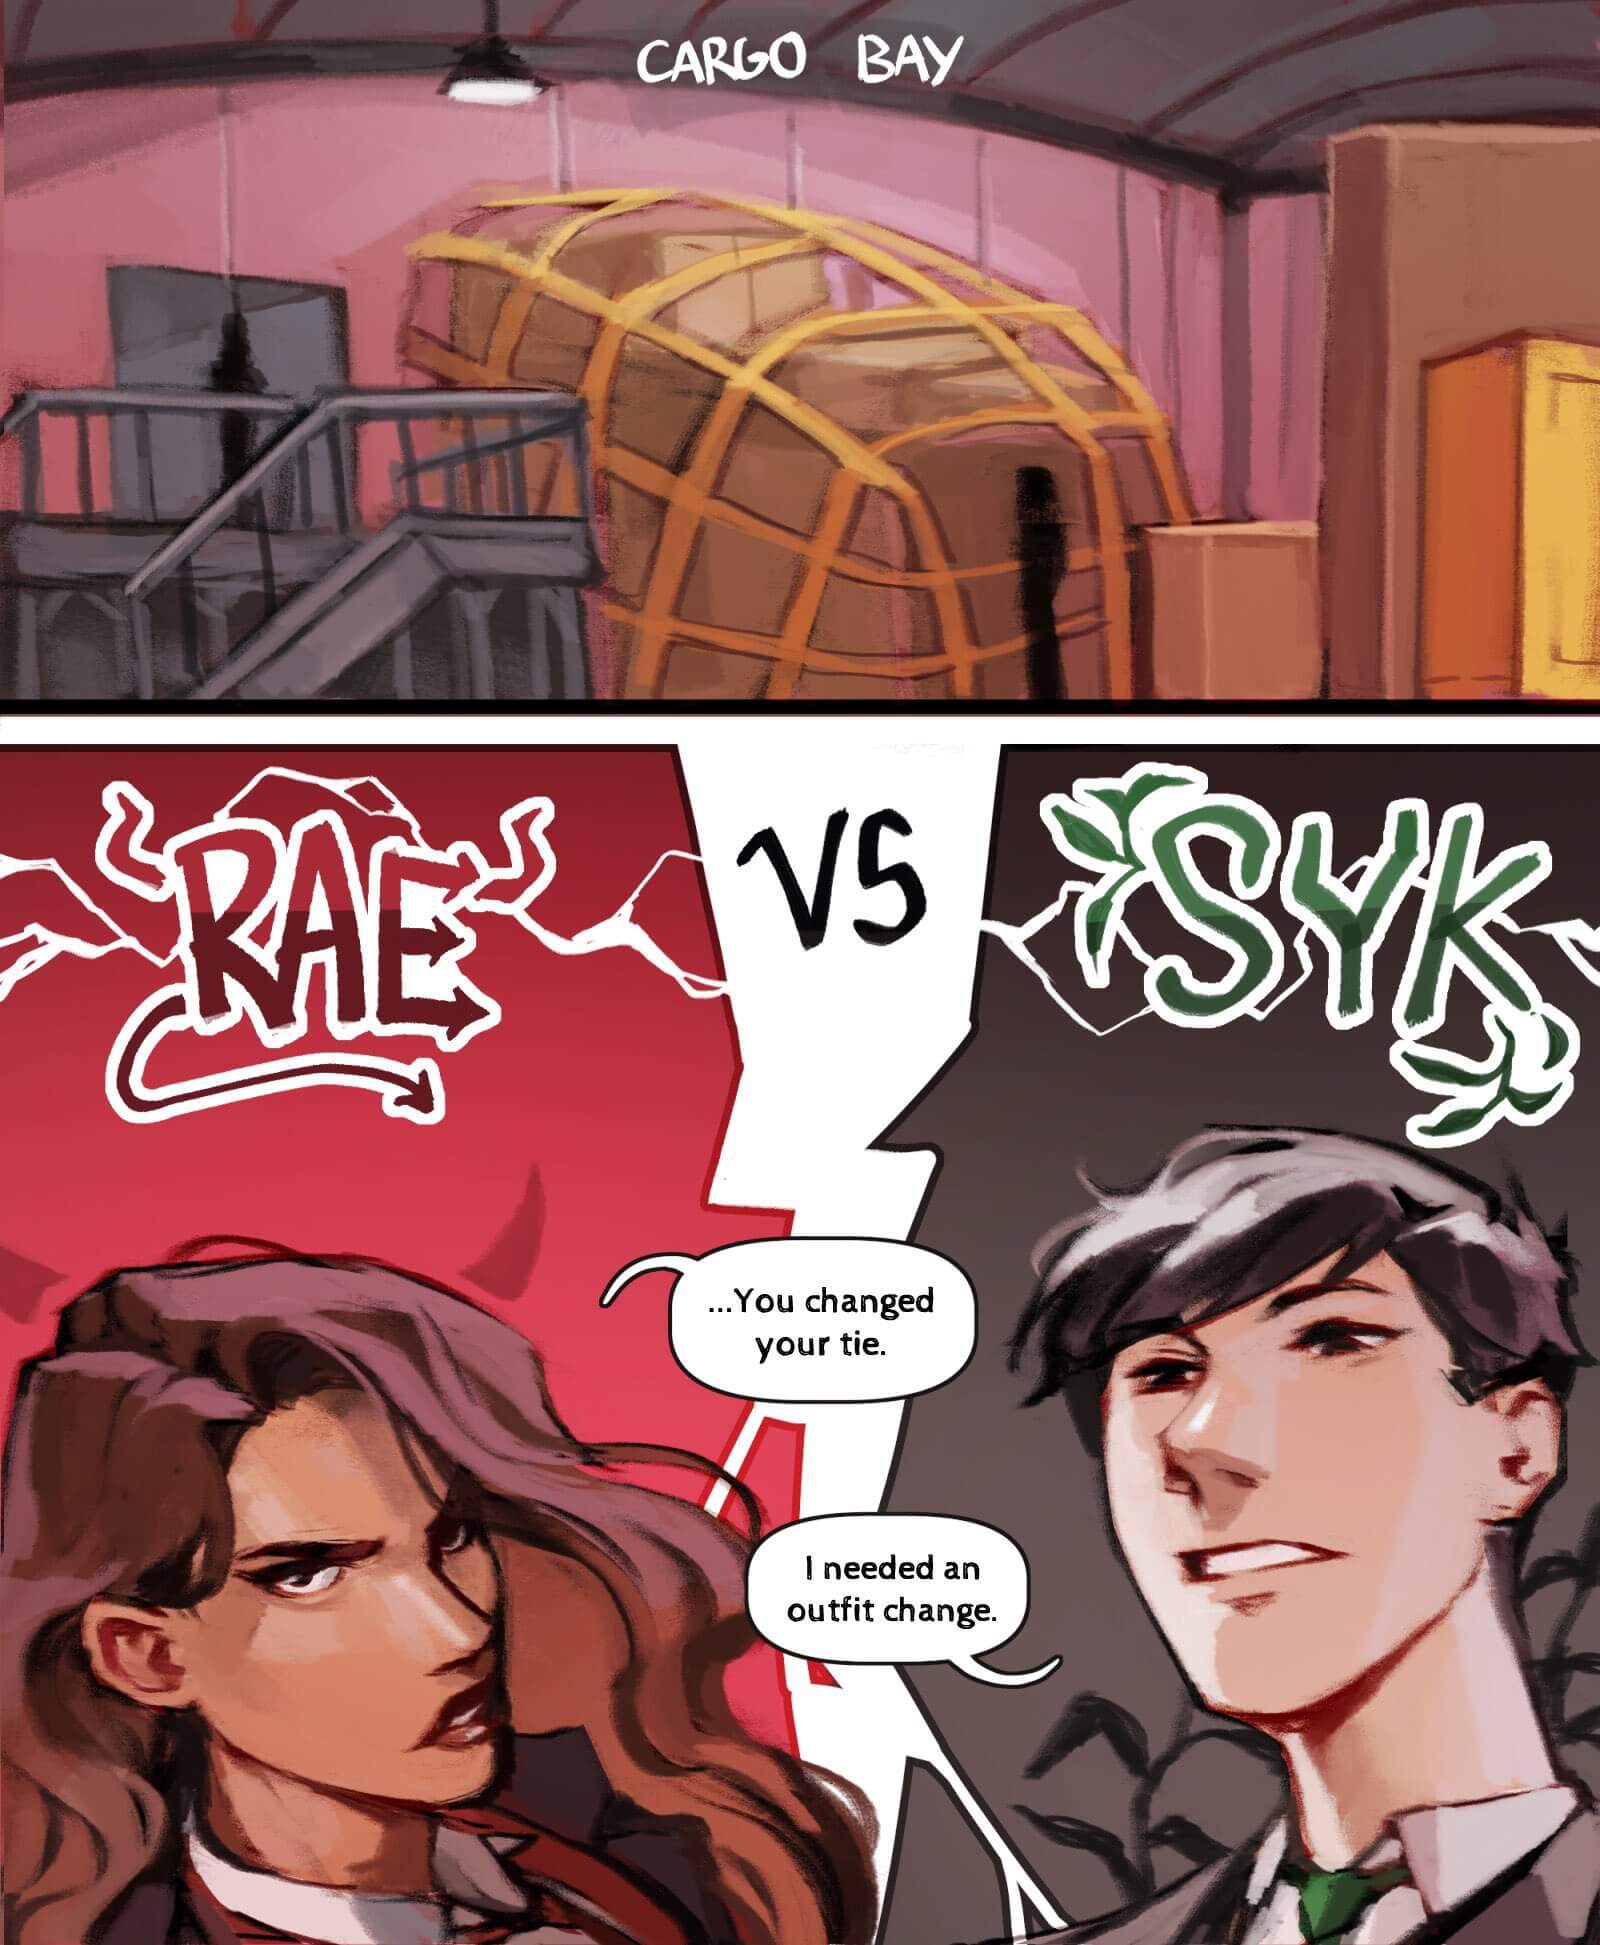 CARGO BAY
RAE
VS
SYK
...You changed
your tie.
I needed an
outfit change.